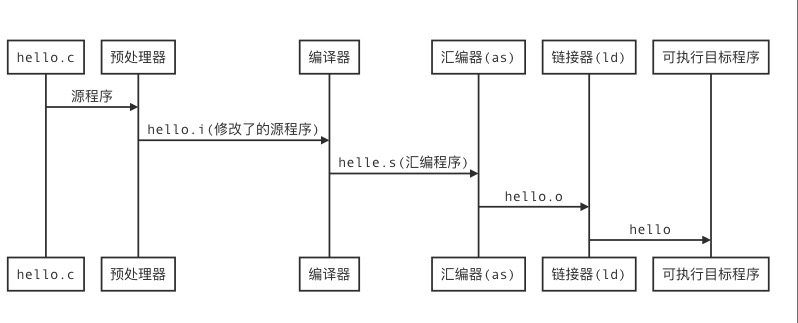 hello.c
预处理器
编译器
汇编器(as)
链接器(ld)
可执行目标程序
源程序
hello.i(修改了的源程序)
helle.s(汇编程序)
hello.o
hello
hello.c
预处理器
编译器
汇编器(as)
链接器(ld)
可执行目标程序